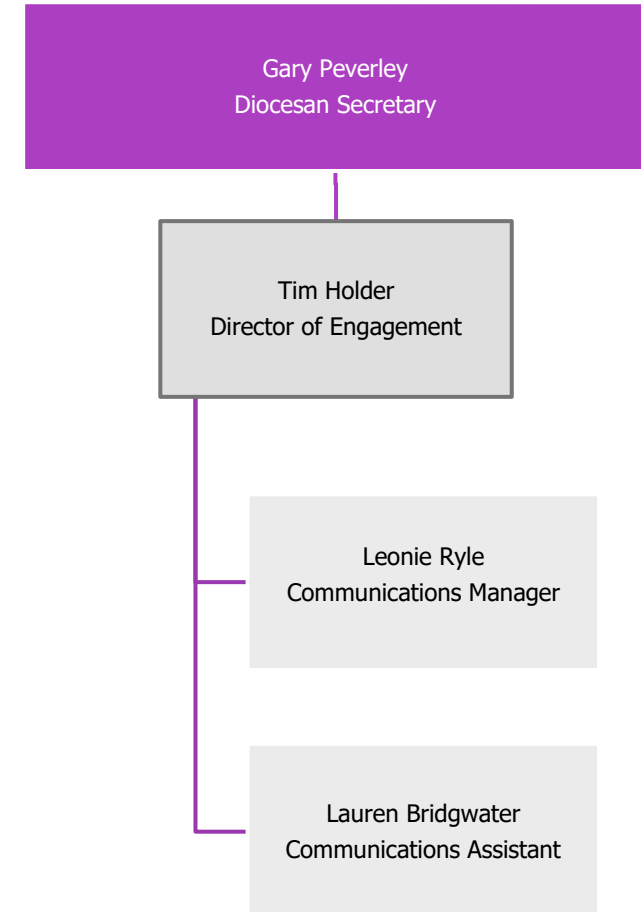 Gary Peverley
Diocesan Secretary
Tim Holder
Director of Engagement
Leonie Ryle
Communications Manager
Lauren Bridgwater
Communications Assistant